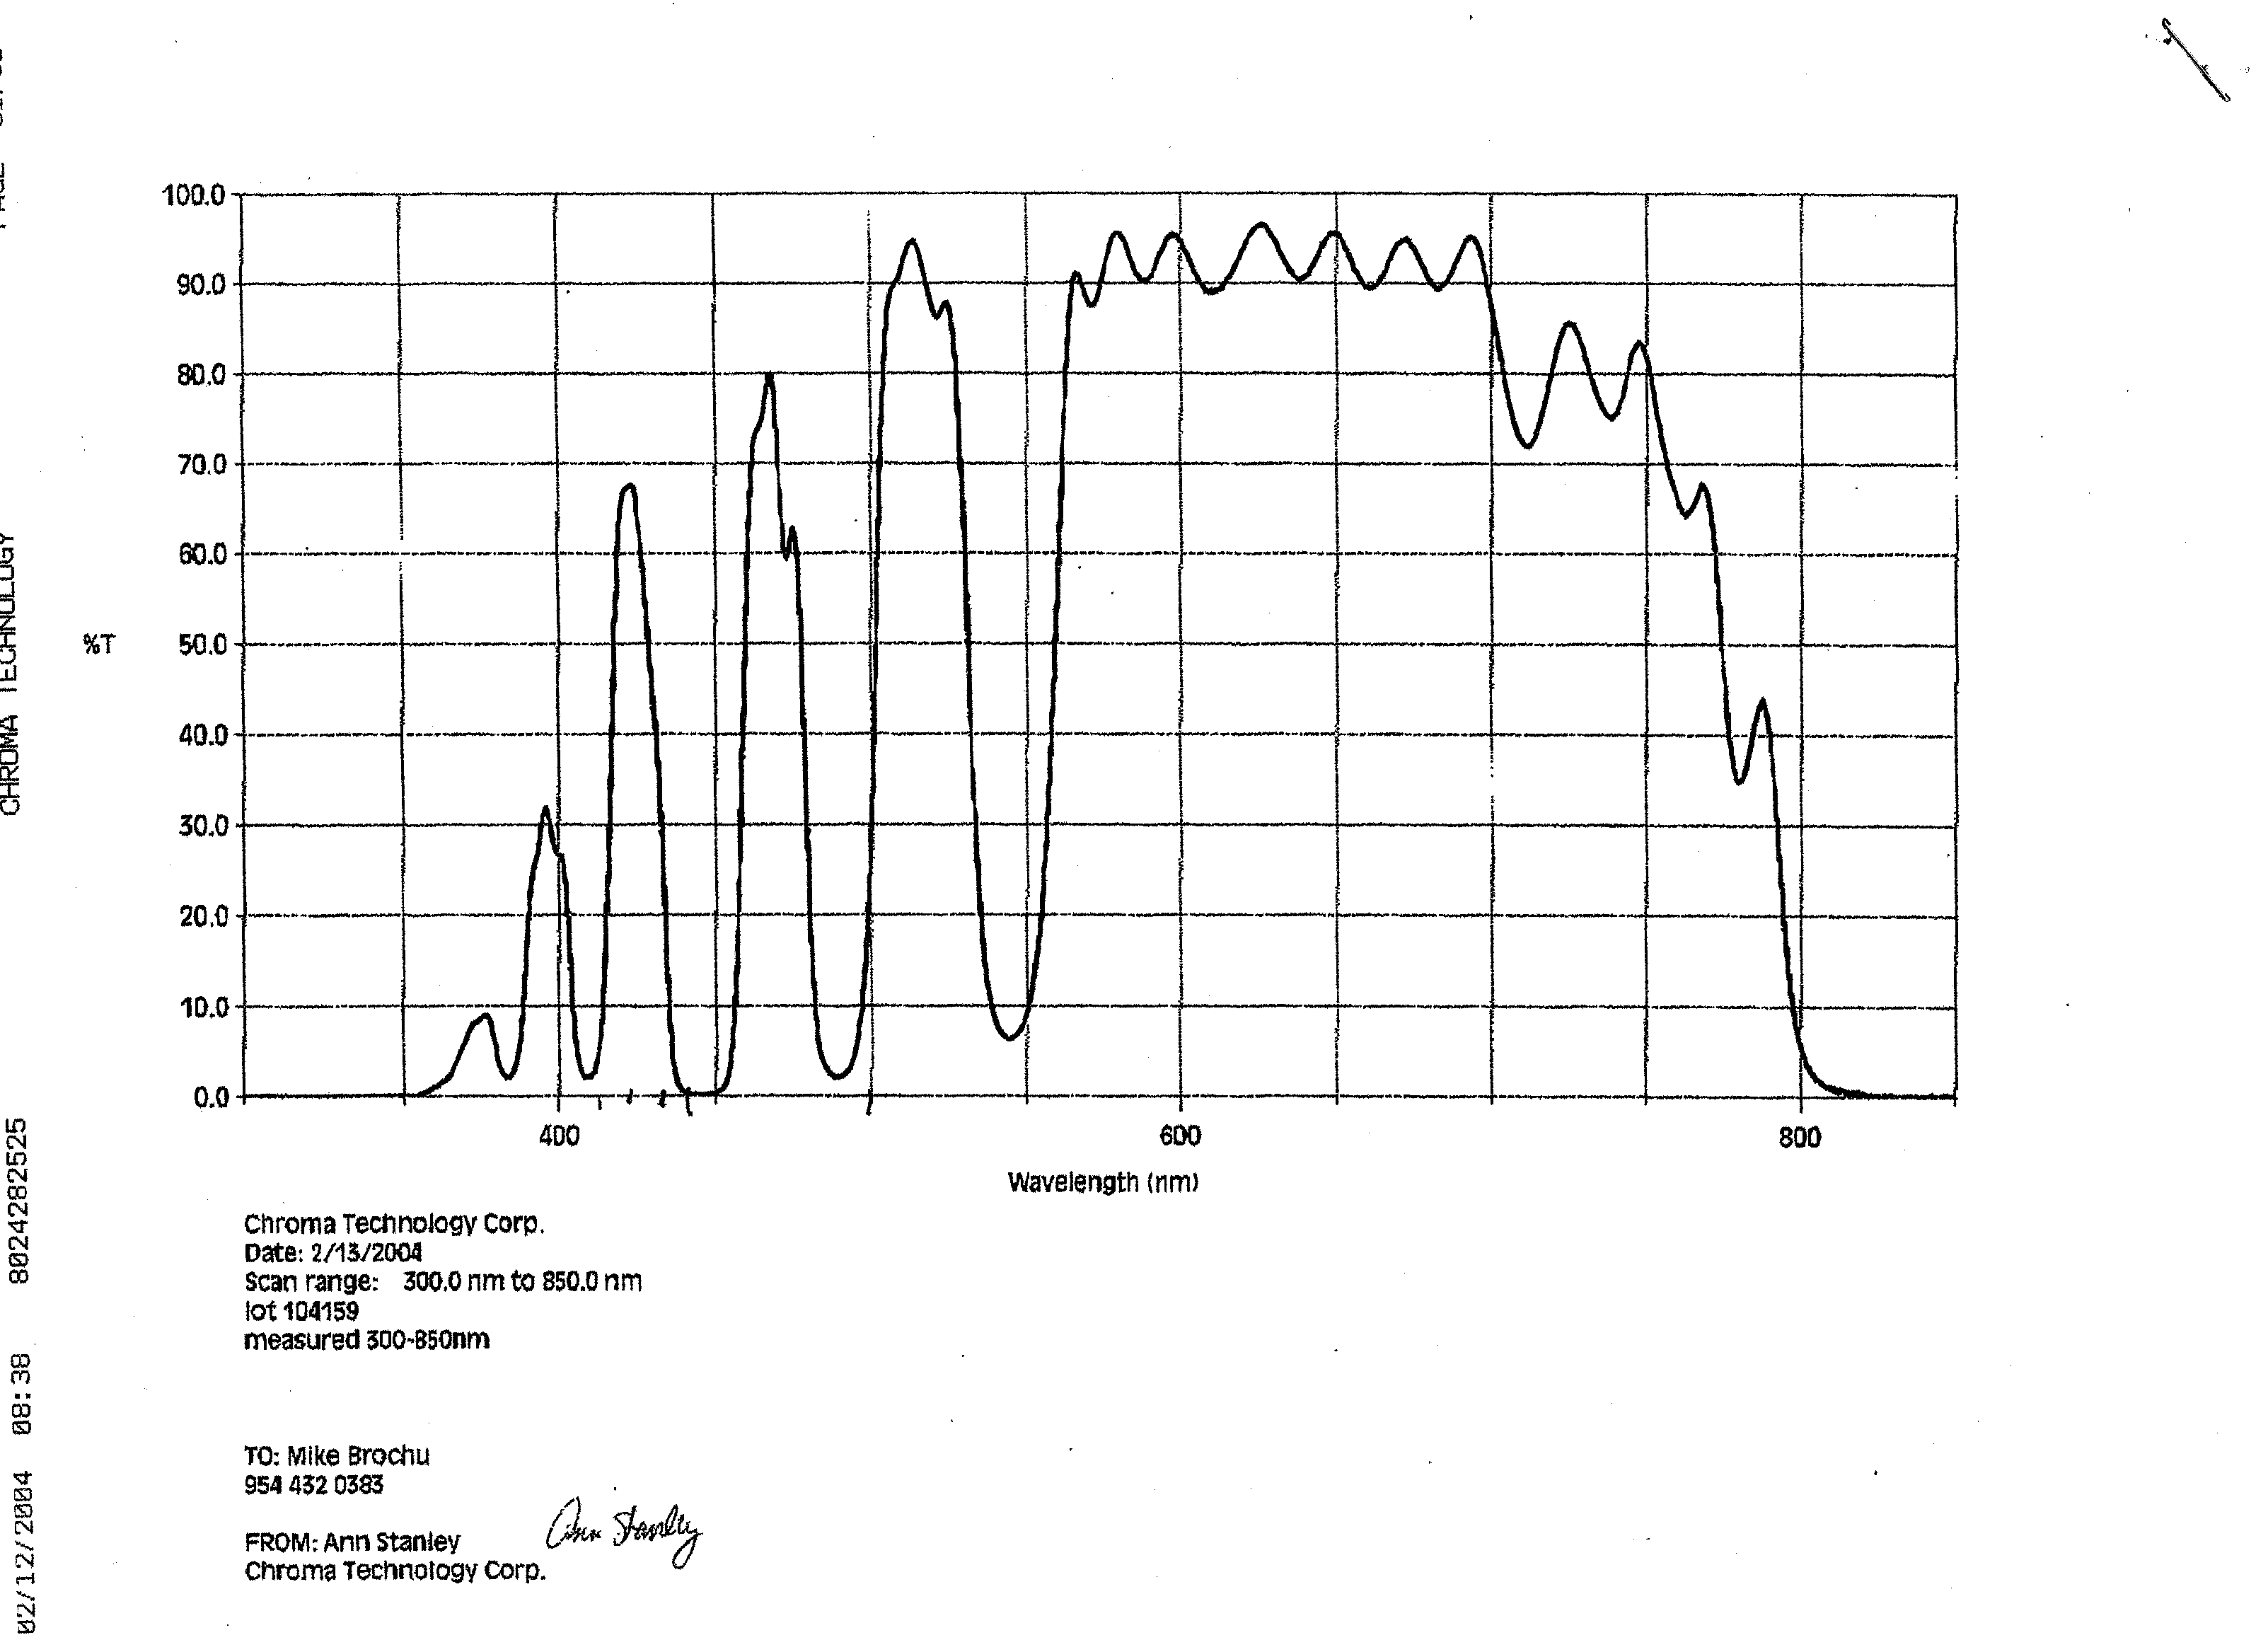 100.0
90.0
80.0
70.0
60.0
%T
50.0
40.0
30.0
20.0
10.0
0.0
400
600
800
Wavelength (nm)
Chroma Technology Corp.
Date: 2/13/2004
Scan range: 300.0 nm to 850.0 nm
lot 104159
measured 300-850nm
TO: Mike Brochu
954 432 0383
FROM: Ann Stanley
Chroma Technology Corp.
Ann Stanley
02/12/2004 08:38 8024282525 CHROMA TECHNOLOGY